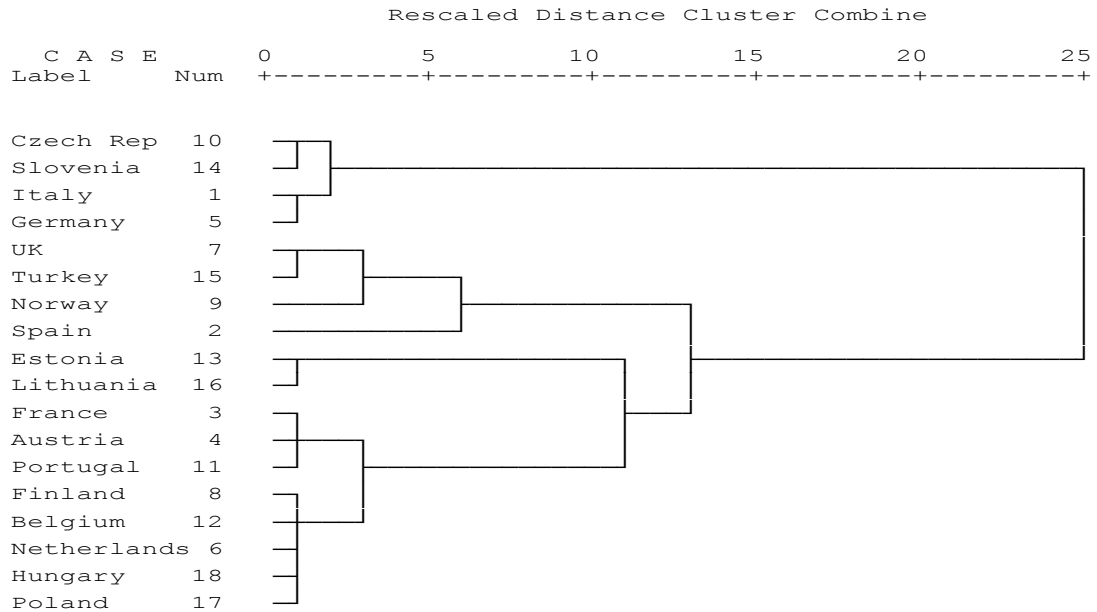 Rescaled Distance Cluster Combine
C A S E 0 5 10 15 20 25
Label Num +---------+---------+---------+---------+---------+
Czech Rep 10
Slovenia 14
Italy 1
Germany 5
UK 7
Turkey 15
Norway 9
Spain 2
Estonia 13
Lithuania 16
France 3
Austria 4
Portugal 11
Finland 8
Belgium 12
Netherlands 6
Hungary 18
Poland 17